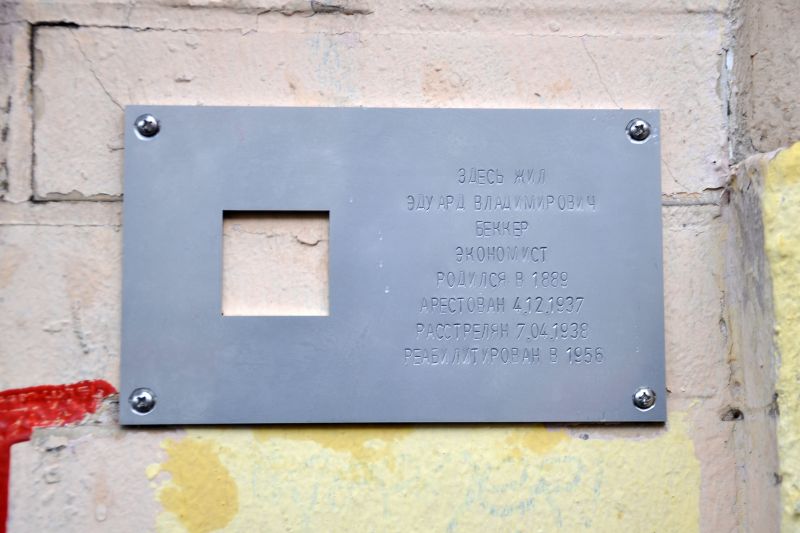 ЗДЕСЬ ЖИЛ
ЭДУАРД ВЛАДИМИРОВИЧ
БЕККЕР
ЭКОНОМИСТ
РОДИЛСЯ В 1889
АРЕСТОВАН 4.12.1937
РАССТРЕЛЯН 7.04.1938
РЕАБИЛИТИРОВАН В 1956